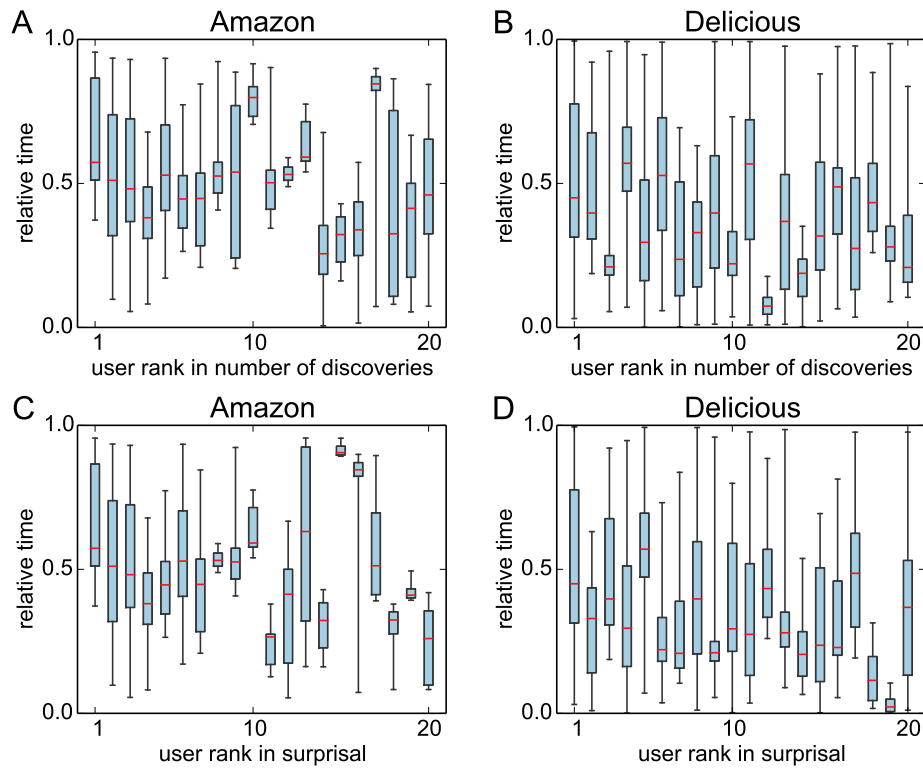 A Amazon
1.0
relative time
0.5
0.0
1 10 20
user rank in number of discoveries
B Delicious
1.0
relative time
0.5
0.0
1 10 20
user rank in number of discoveries
C Amazon
1.0
relative time
0.5
0.0
1 10 20
user rank in surprisal
D Delicious
1.0
relative time
0.5
0.0
1 10 20
user rank in surprisal